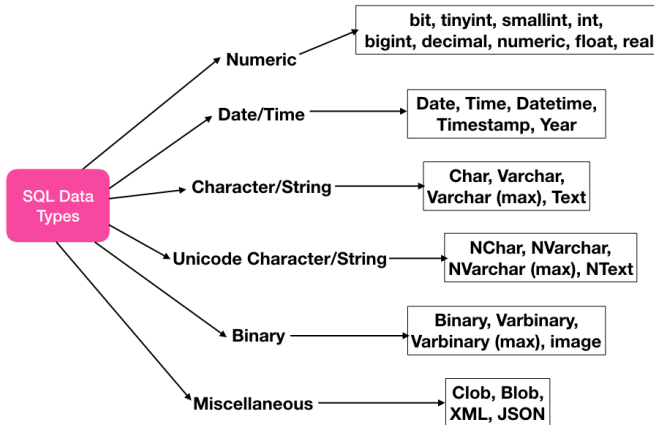 bit, tinyint, smallint, int,
bigint, decimal, numeric, float, real
Numeric
Date/Time
Date, Time, Datetime,
Timestamp, Year
SQL Data
Types
Character/String
Char, Varchar,
Varchar (max), Text
Unicode Character/String
NChar, NVarchar,
NVarchar (max), NText
Binary
Binary, Varbinary,
Varbinary (max), image
Miscellaneous
Clob, Blob,
XML, JSON